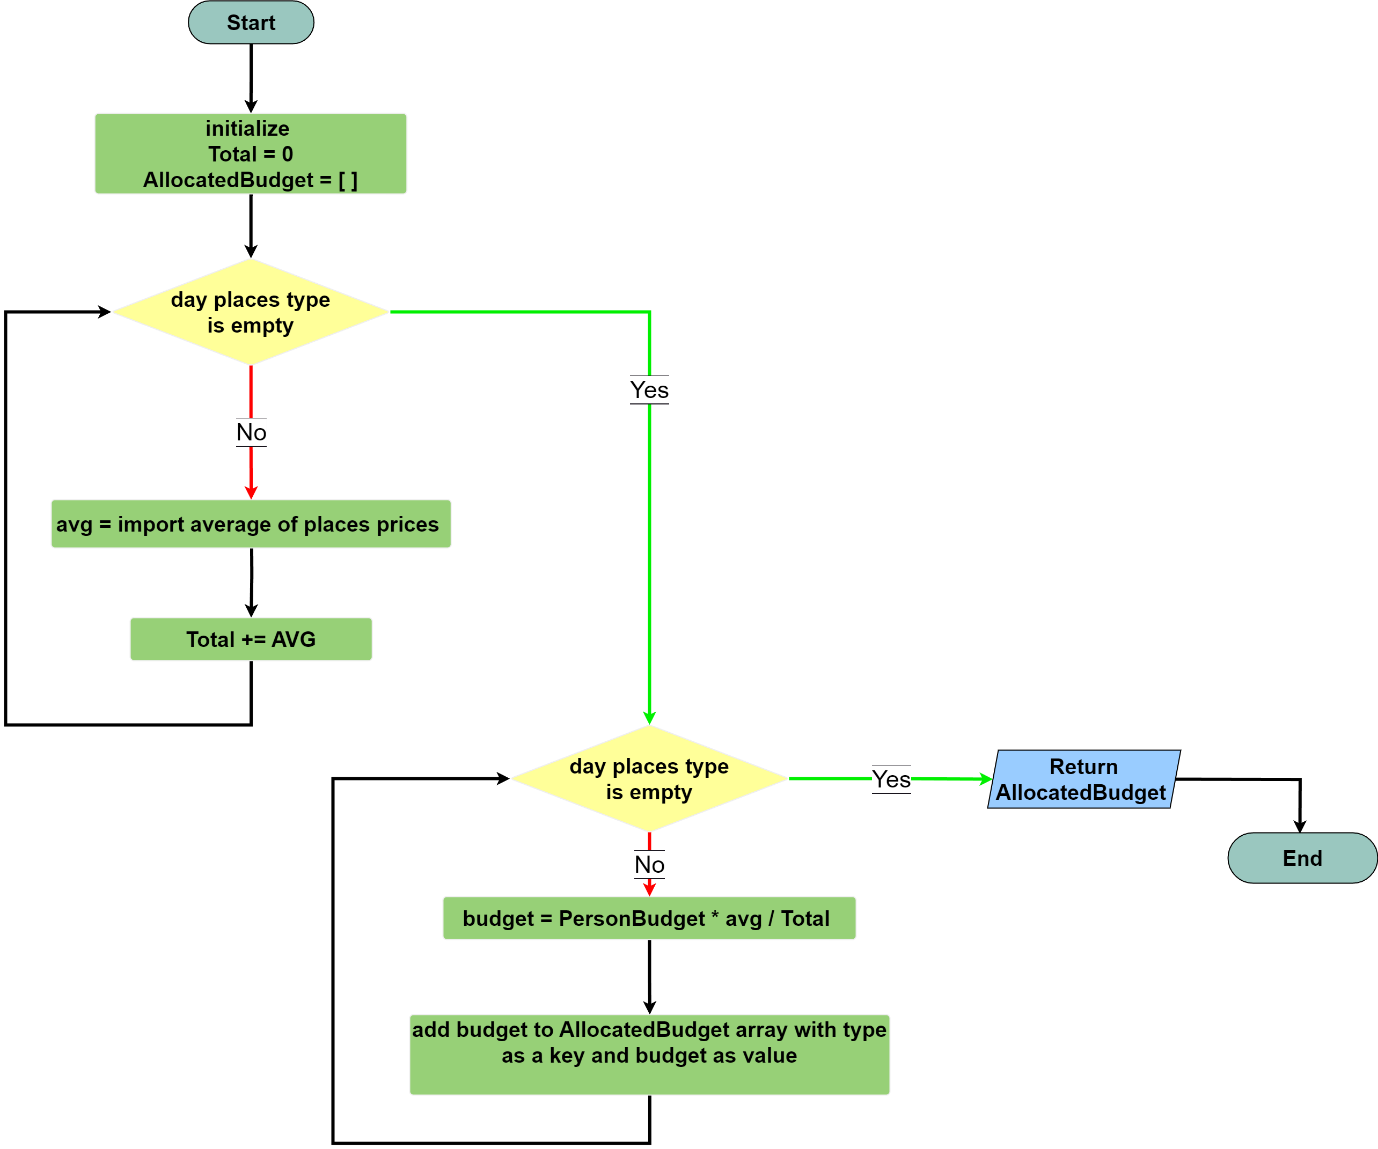 Start
initialize
Total = 0
AllocatedBudget = [ ]
day places type
is empty
Yes
No
avg = import average of places prices
Total += AVG
day places type
is empty
Yes
Return
AllocatedBudget
End
No
budget = PersonBudget * avg / Total
add budget to AllocatedBudget array with type
as a key and budget as value